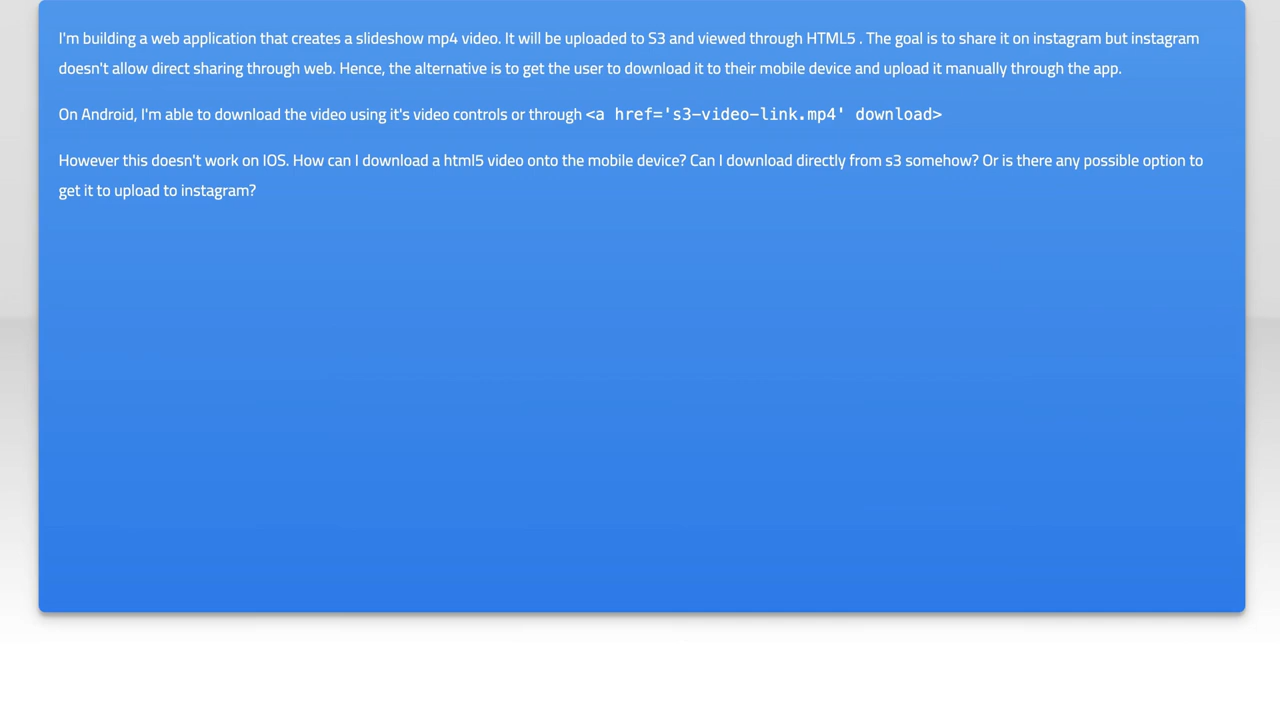 I'm building a web application that creates a slideshow mp4 video. It will be uploaded to S3 and viewed through HTML5 . The goal is to share it on instagram but instagram
doesn't allow direct sharing through web. Hence, the alternative is to get the user to download it to their mobile device and upload it manually through the app.
On Android, I'm able to download the video using it's video controls or through <a href='s3-video-link.mp4' download>
However this doesn't work on IOS. How can I download a html5 video onto the mobile device? Can I download directly from s3 somehow? Or is there any possible option to
get it to upload to instagram?